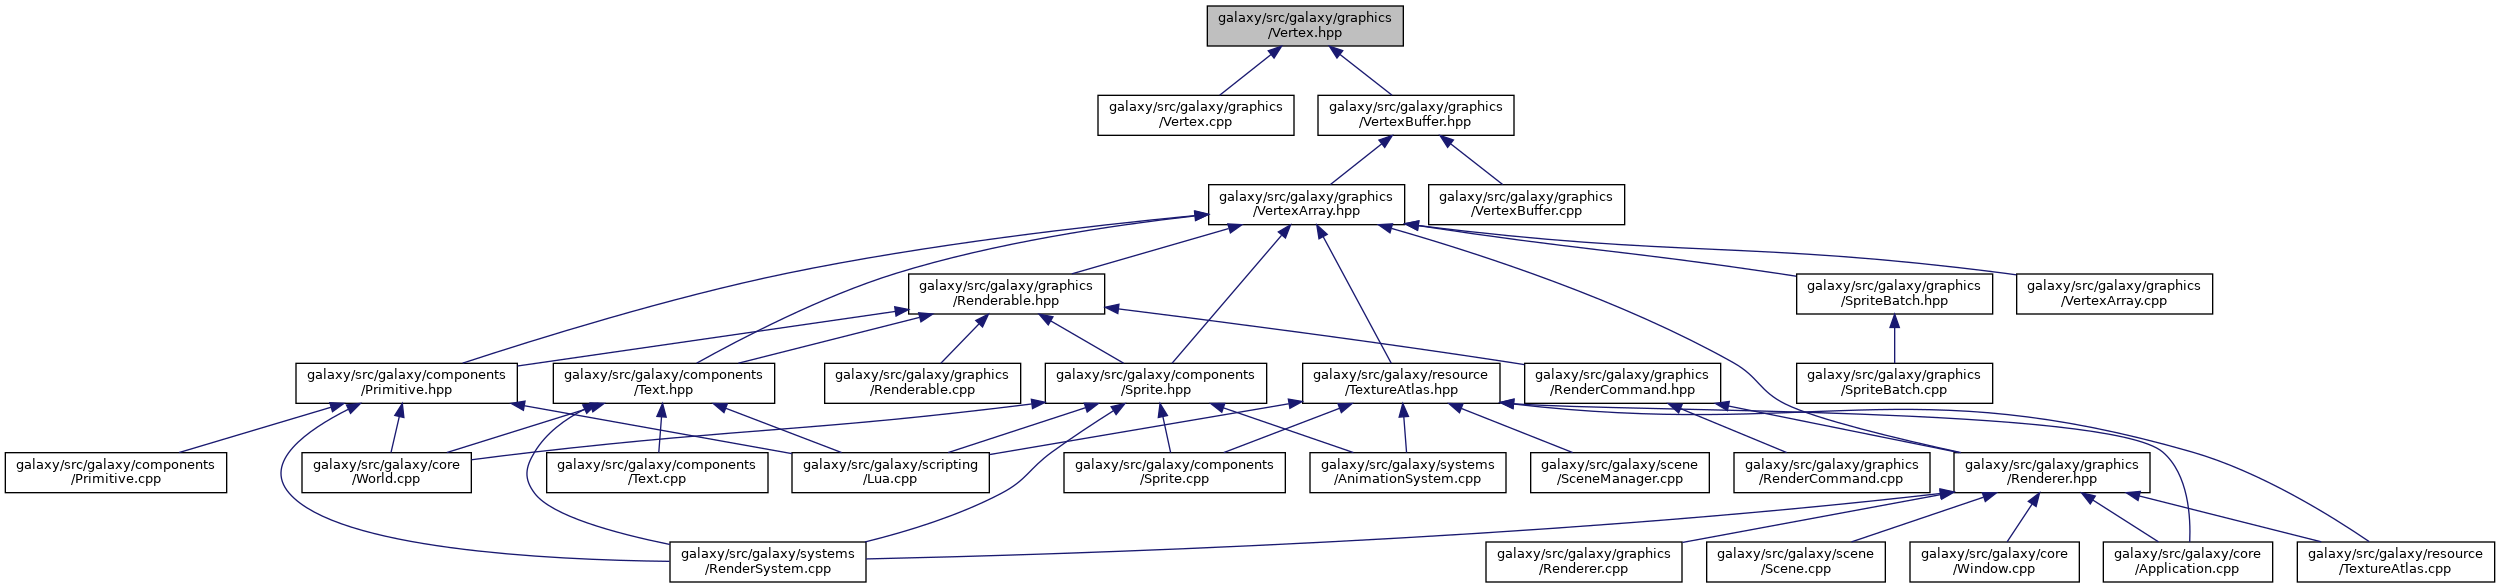 galaxy/src/galaxy/graphics
/Vertex.hpp
galaxy/src/galaxy/graphics
/Vertex.cpp
galaxy/src/galaxy/graphics
/VertexBuffer.hpp
galaxy/src/galaxy/graphics
/VertexArray.hpp
galaxy/src/galaxy/graphics
/VertexBuffer.cpp
galaxy/src/galaxy/graphics
/Renderable.hpp
galaxy/src/galaxy/graphics
/SpriteBatch.hpp
galaxy/src/galaxy/graphics
/VertexArray.cpp
galaxy/src/galaxy/components
/Primitive.hpp
galaxy/src/galaxy/components
/Text.hpp
galaxy/src/galaxy/graphics
/Renderable.cpp
galaxy/src/galaxy/components
/Sprite.hpp
galaxy/src/galaxy/resource
/TextureAtlas.hpp
galaxy/src/galaxy/graphics
/RenderCommand.hpp
galaxy/src/galaxy/graphics
/SpriteBatch.cpp
galaxy/src/galaxy/components
/Primitive.cpp
galaxy/src/galaxy/core
/World.cpp
galaxy/src/galaxy/components
/Text.cpp
galaxy/src/galaxy/scripting
/Lua.cpp
galaxy/src/galaxy/components
/Sprite.cpp
galaxy/src/galaxy/systems
/AnimationSystem.cpp
galaxy/src/galaxy/scene
/SceneManager.cpp
galaxy/src/galaxy/graphics
/RenderCommand.cpp
galaxy/src/galaxy/graphics
/Renderer.hpp
galaxy/src/galaxy/systems
/RenderSystem.cpp
galaxy/src/galaxy/graphics
/Renderer.cpp
galaxy/src/galaxy/scene
/Scene.cpp
galaxy/src/galaxy/core
/Window.cpp
galaxy/src/galaxy/core
/Application.cpp
galaxy/src/galaxy/resource
/TextureAtlas.cpp